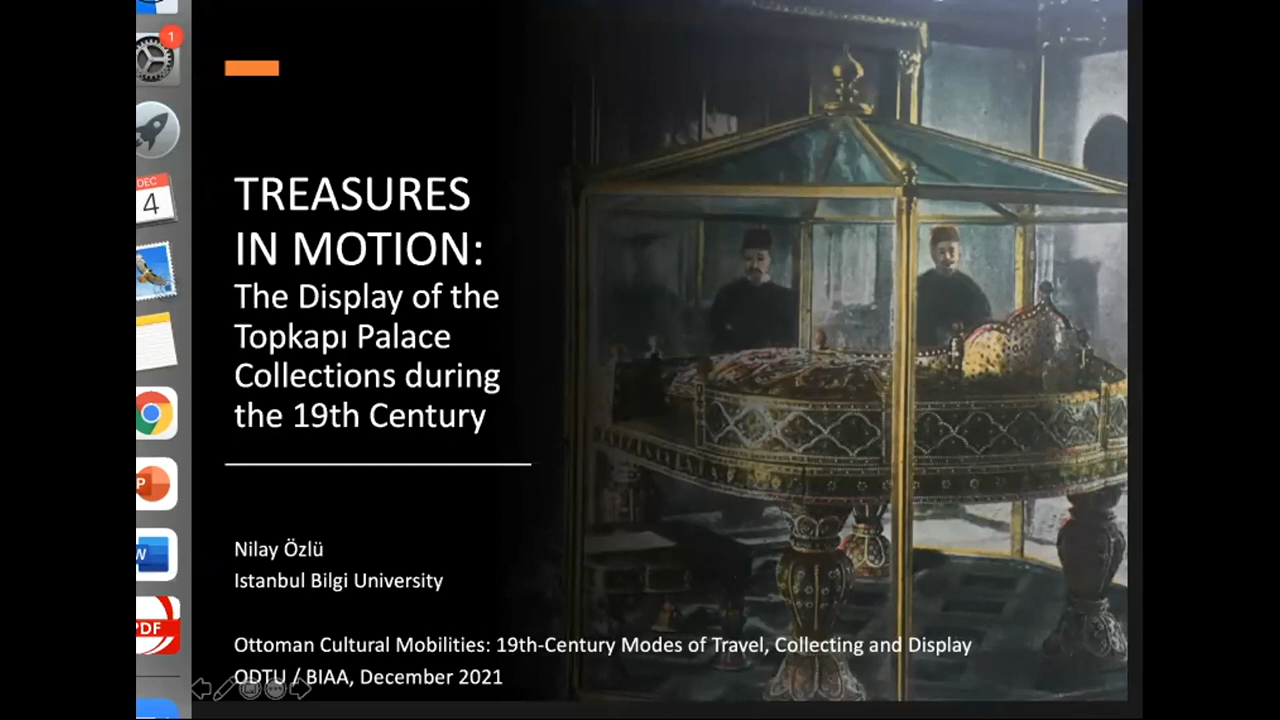 1
DEC
4
P
W
PDF
TREASURES
IN MOTION:
The Display of the
Topkapı Palace
Collections during
the 19th Century
Nilay Özlü
Istanbul Bilgi University
Ottoman Cultural Mobilities: 19th-Century Modes of Travel, Collecting and Display
ODTU / BIAA, December 2021